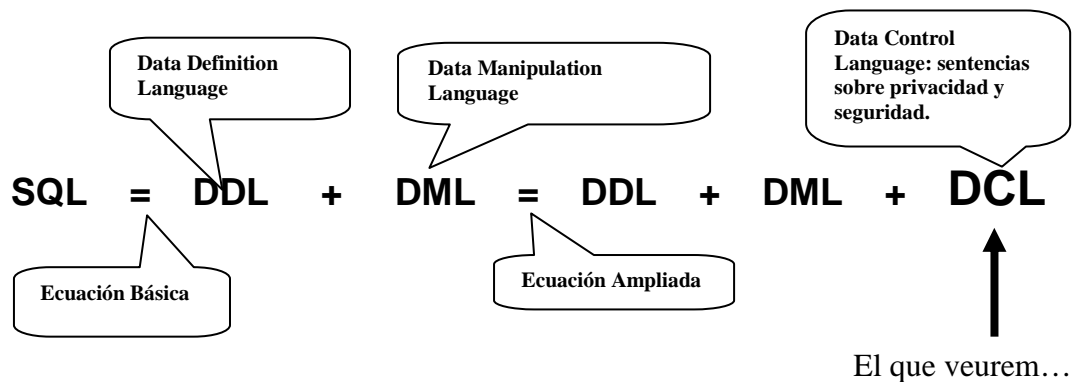 Data Definition
Language
Data Manipulation
Language
Data Control
Language: sentencias
sobre privacidad y
seguridad.
SQL = DDL + DML = DDL + DML + DCL
Ecuación Básica
Ecuación Ampliada
El que veurem…